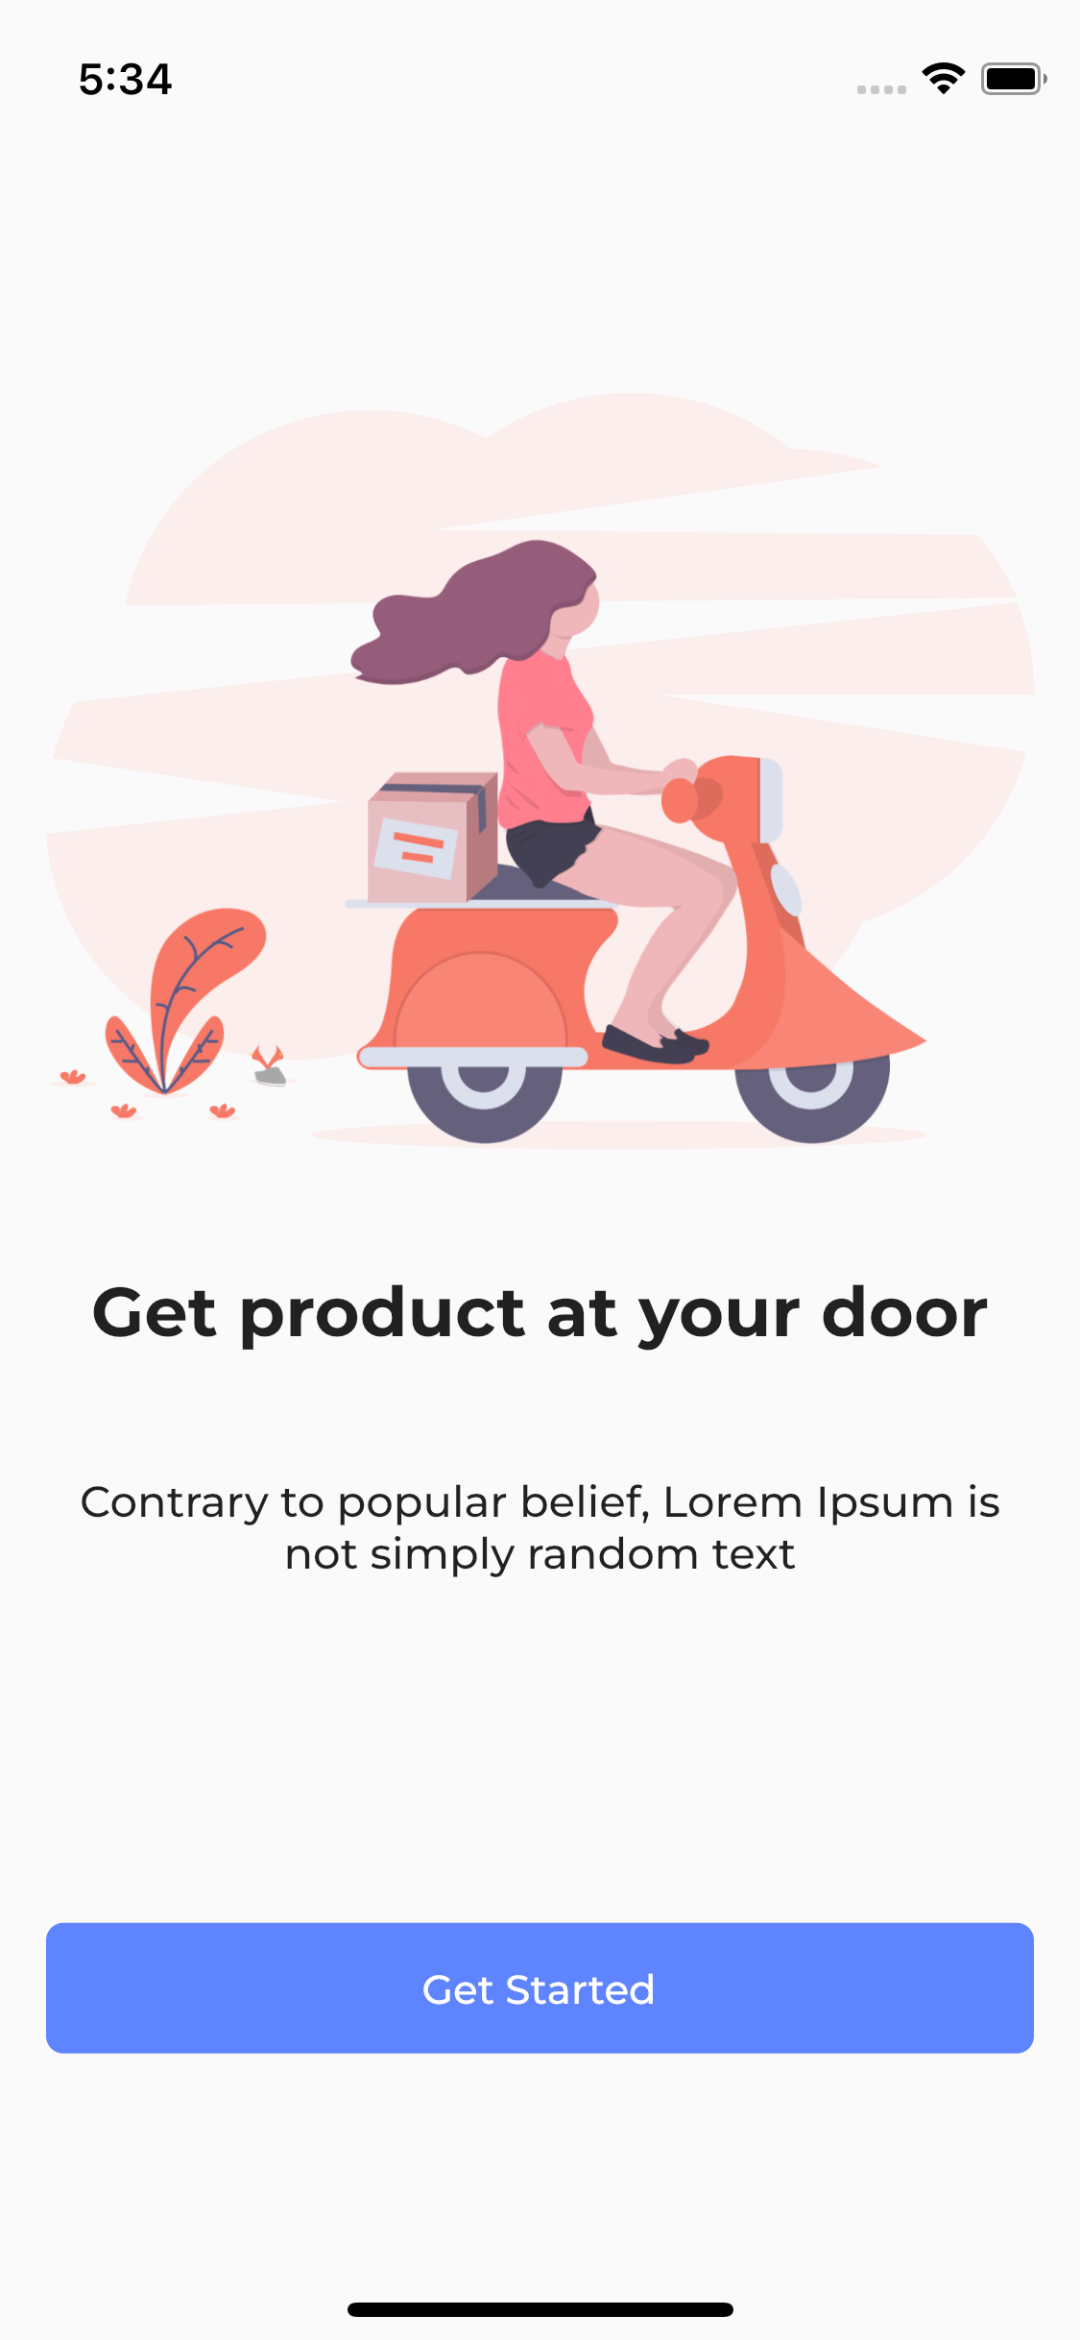 5:34
Get product at your door
Contrary to popular belief, Lorem Ipsum is
not simply random text
Get Started